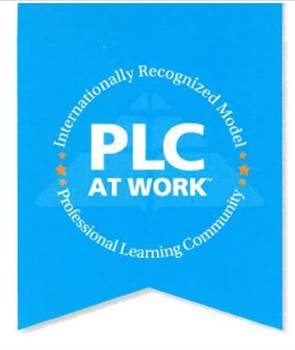 Internationally Recognized Model
PLC
AT WORK™
Professional Learning Community